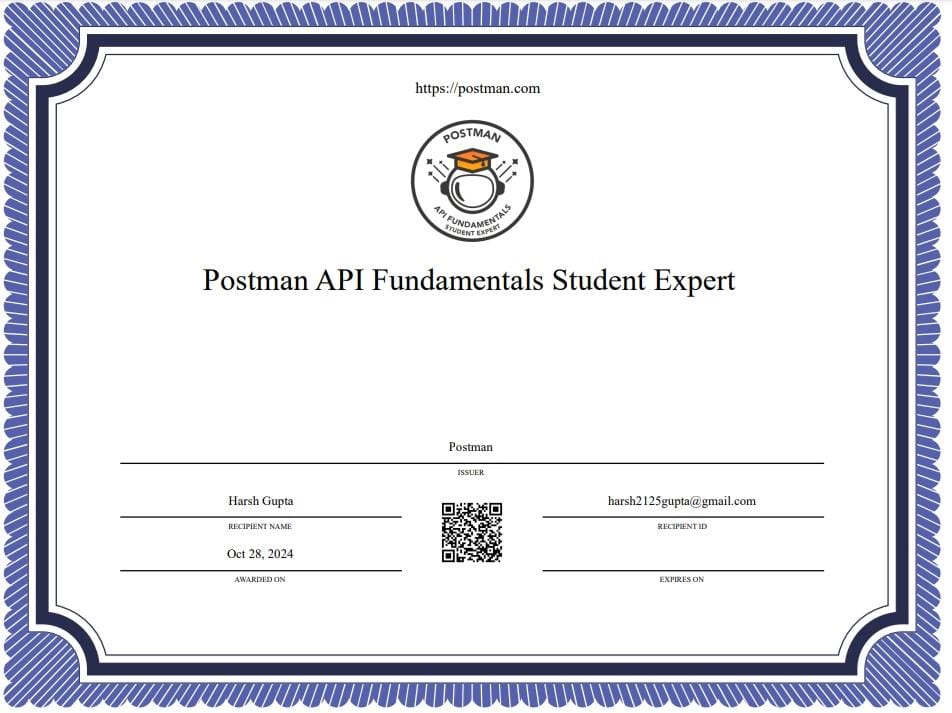 https://postman.com
POSTMAN
API FUNDAMENTALS
STUDENT EXPERT
Postman API Fundamentals Student Expert
Postman
ISSUER
Harsh Gupta
harsh2125gupta@gmail.com
RECIPIENT NAME
RECIPIENT ID
Oct 28, 2024
AWARDED ON
EXPIRES ON